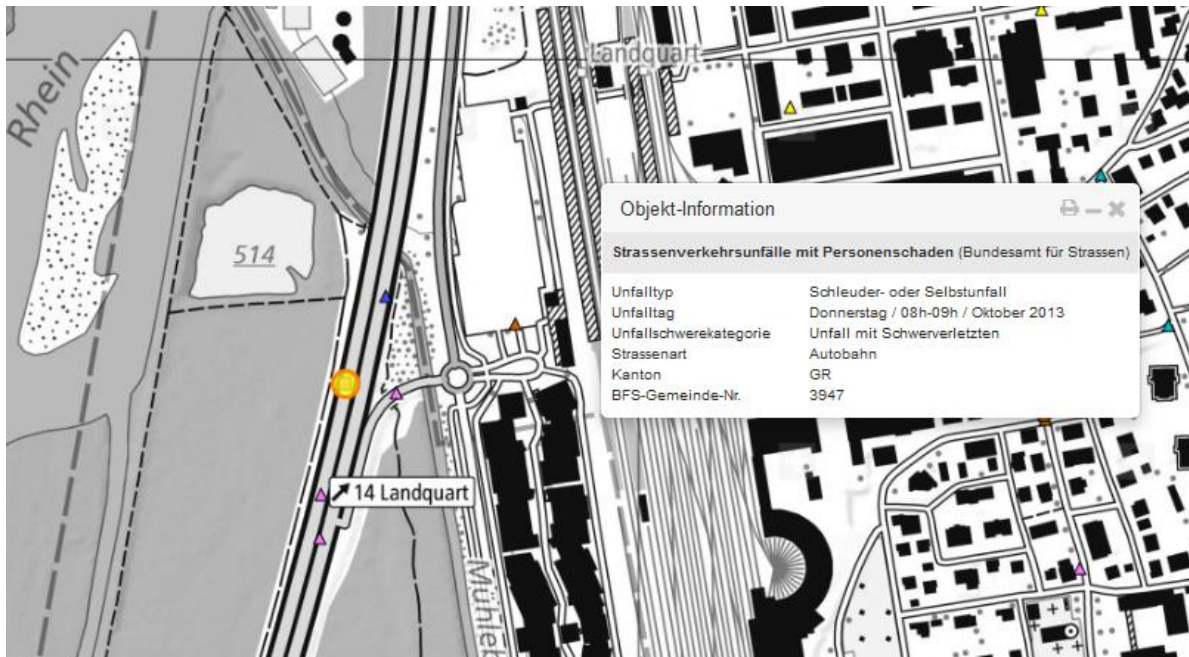 Rhein
Landquart
514
14 Landquart
Mühlet
Objekt-Information
Strassenverkehrsunfälle mit Personenschaden (Bundesamt für Strassen)
Unfalltyp Schleuder- oder Selbstunfall
Unfalltag Donnerstag / 08h-09h / Oktober 2013
Unfallschwerekategorie Unfall mit Schwerverletzten
Strassenart Autobahn
Kanton GR
BFS-Gemeinde-Nr. 3947